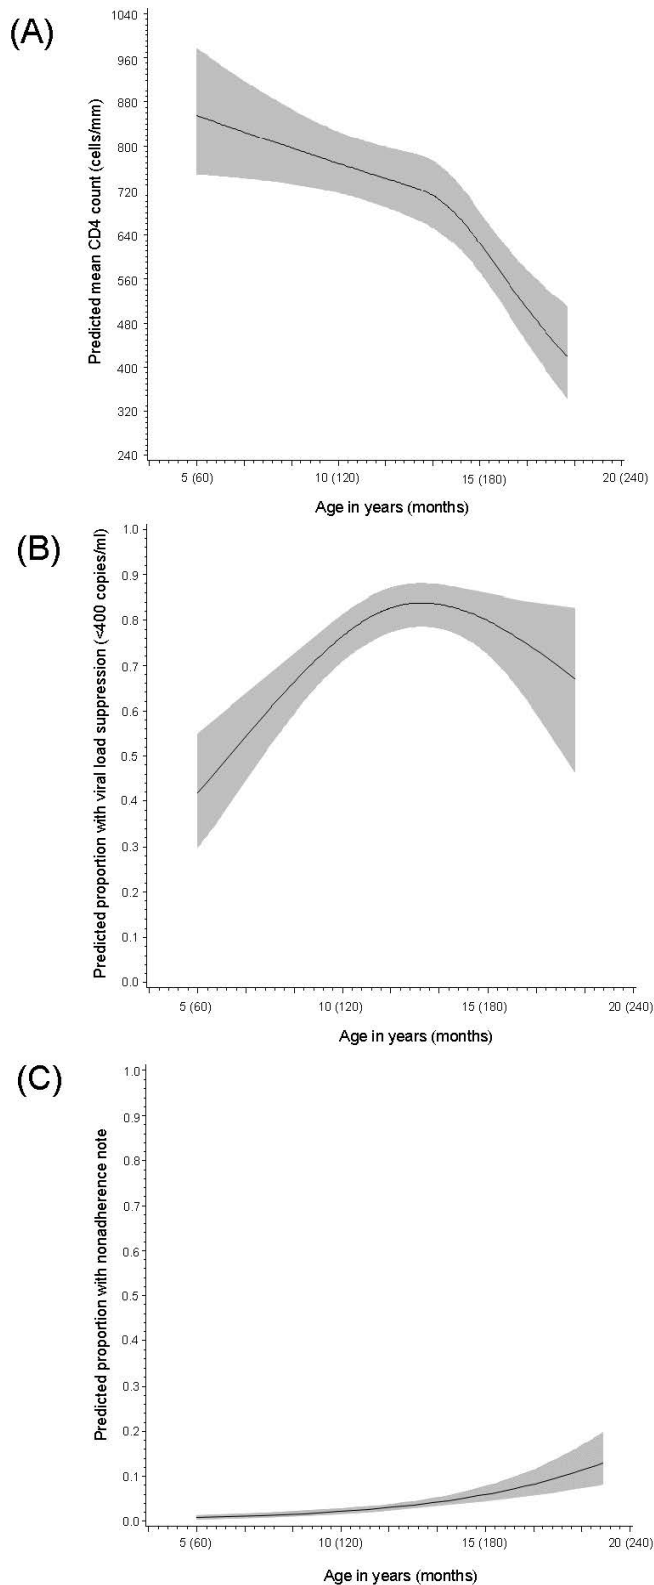 (A)
Predicted mean CD4 count (cells/mm)
1040
960
880
800
720
640
560
480
400
320
240
5 (60) 10 (120) 15 (180) 20 (240)
Age in years (months)
(B)
Predicted proportion with viral load suppression (<400 copies/ml)
1.0
0.9
0.8
0.7
0.6
0.5
0.4
0.3
0.2
0.1
0.0
5 (60) 10 (120) 15 (180) 20 (240)
Age in years (months)
(C)
Predicted proportion with nonadherence note
1.0
0.9
0.8
0.7
0.6
0.5
0.4
0.3
0.2
0.1
0.0
5 (60) 10 (120) 15 (180) 20 (240)
Age in years (months)